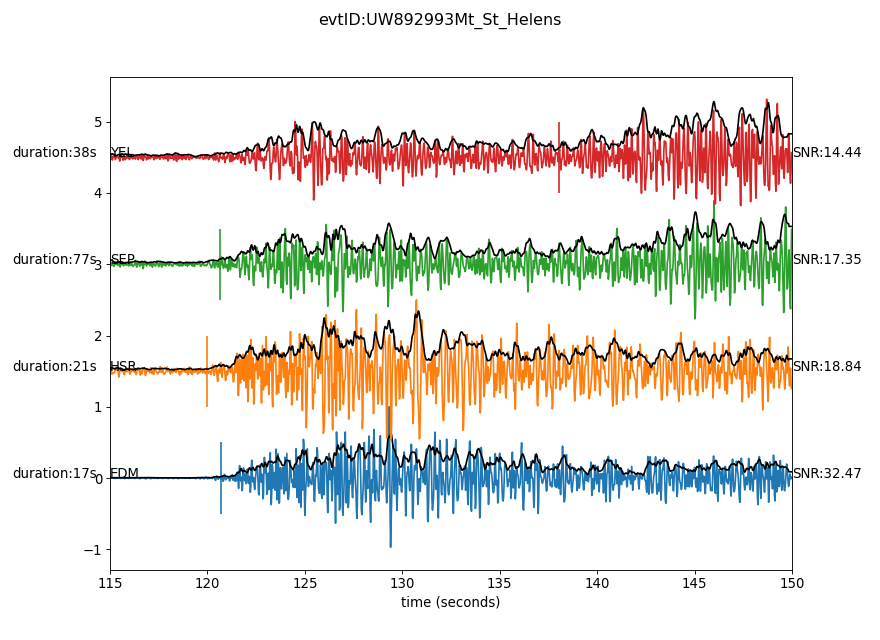 evtID:UW892993Mt_St_Helens
5
duration:38s YEL SNR:14.44
4
duration:77s 3 SEP SNR:17.35
2
duration:21s HSR SNR:18.84
1
duration:17s 0 EDM SNR:32.47
−1
115 120 125 130 135 140 145 150
time (seconds)